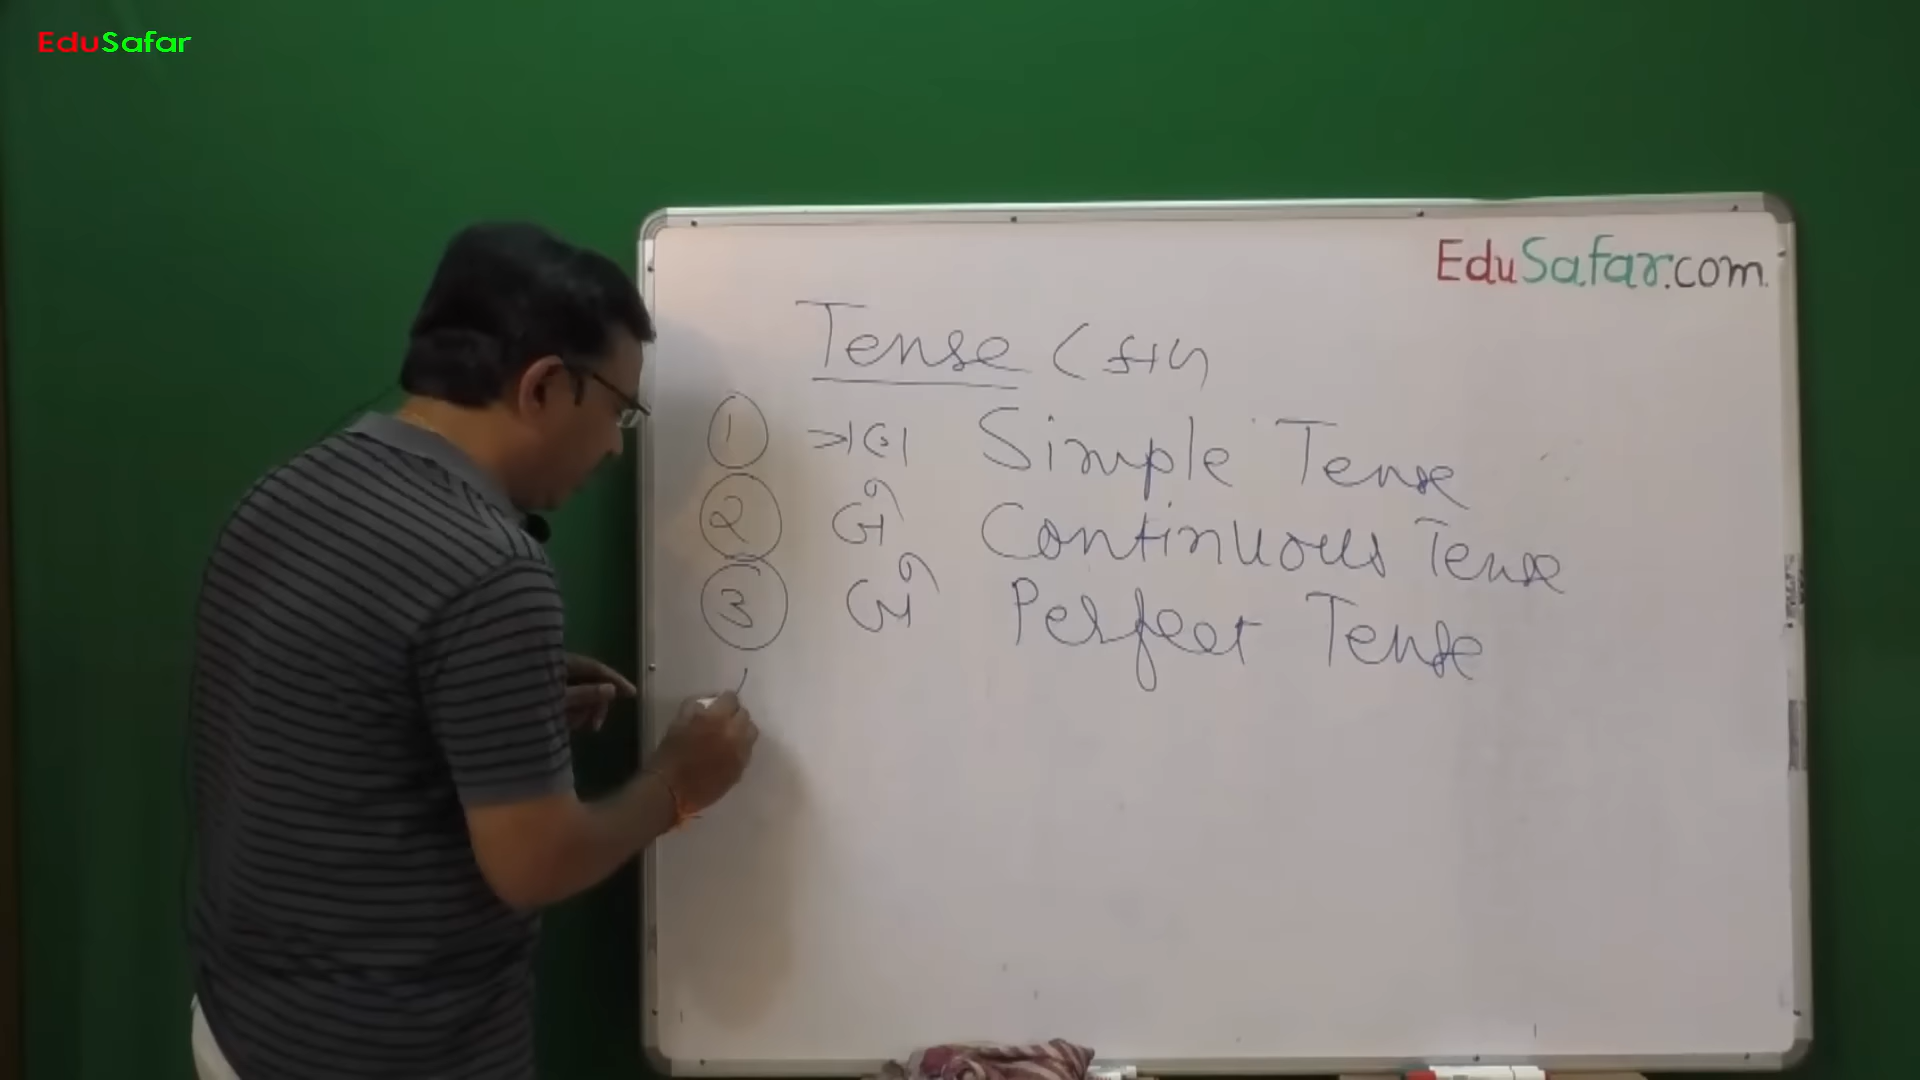 EduSafar
EduSafar.com
Tense (કાળ
1 સાદો Simple Tense
2 ચાલુ Continuous Tense
3 Perfect Tense